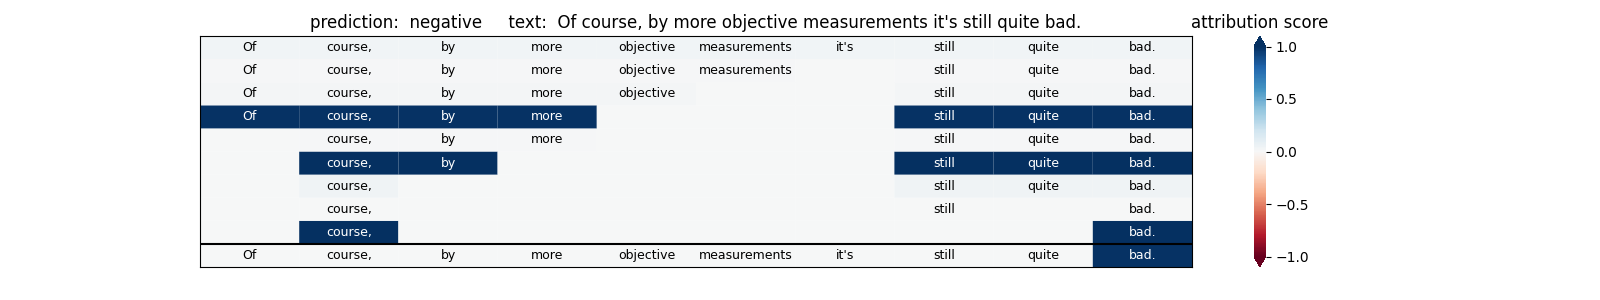 prediction:  negative     text:  Of course, by more objective measurements it's still quite bad.     attribution score
Of course, by more objective measurements it's still quite bad. 1.0
Of course, by more objective measurements still quite bad.
Of course, by more objective still quite bad. 0.5
Of course, by more still quite bad.
course, by more still quite bad. 0.0
course, by still quite bad.
course, still quite bad.
course, still bad. −0.5
course, bad.
Of course, by more objective measurements it's still quite bad. −1.0